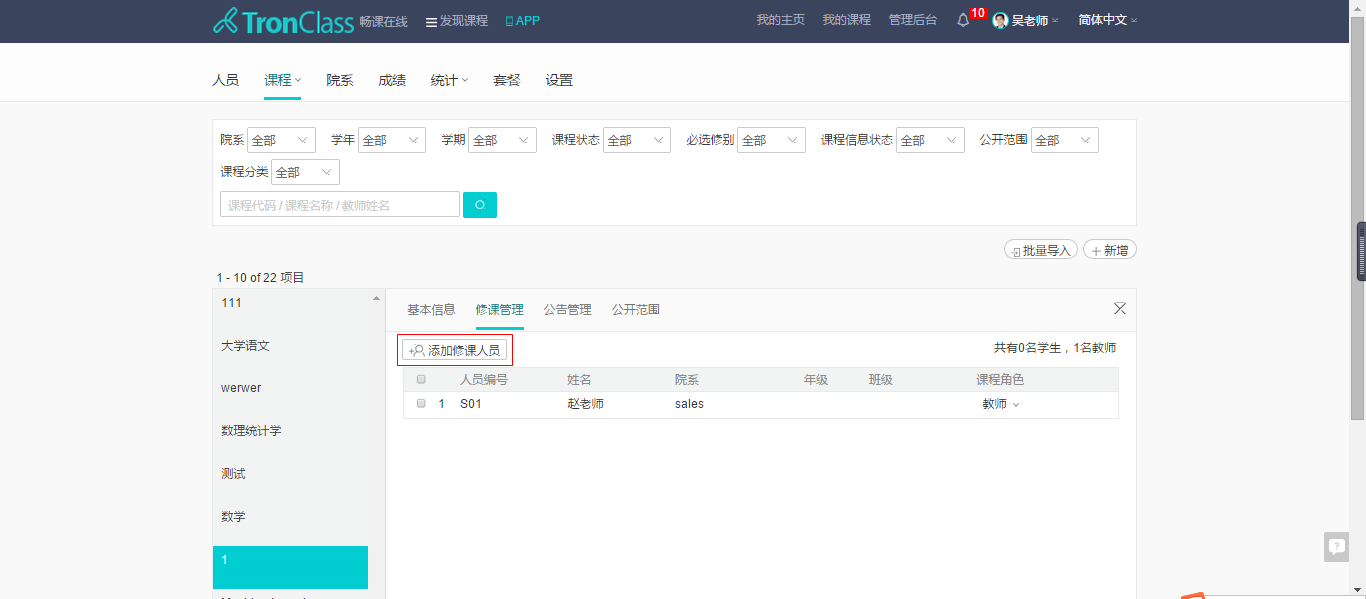 TronClass 畅课在线 发现课程 APP 我的主页 我的课程 管理后台 10 吴老师 简体中文
人员 课程 院系 成绩 统计 套餐 设置
院系 全部 学年 全部 学期 全部 课程状态 全部 必选修别 全部 课程信息状态 全部 公开范围 全部
课程分类 全部
课程代码 / 课程名称 / 教师姓名
批量导入 新增
1 - 10 of 22 项目
111
大学语文
werwer
数理统计学
测试
数学
1
基本信息 修课管理 公告管理 公开范围
添加修课人员 共有0名学生，1名教师
人员编号 姓名 院系 年级 班级 课程角色
1 S01 赵老师 sales 教师